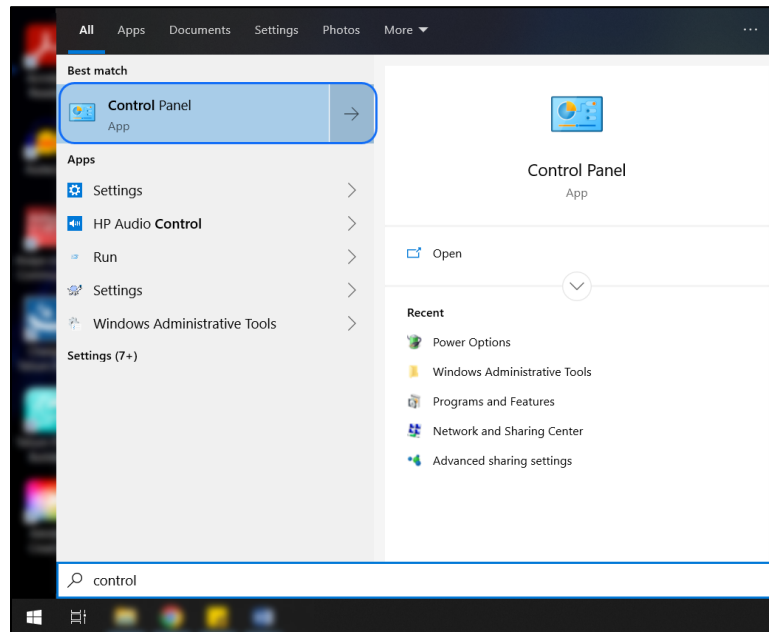 All Apps Documents Settings Photos More
Best match
Control Panel
App
Apps
Settings
HP Audio Control
Run
Settings
Windows Administrative Tools
Settings (7+)
Control Panel
App
Open
Recent
Power Options
Windows Administrative Tools
Programs and Features
Network and Sharing Center
Advanced sharing settings
control